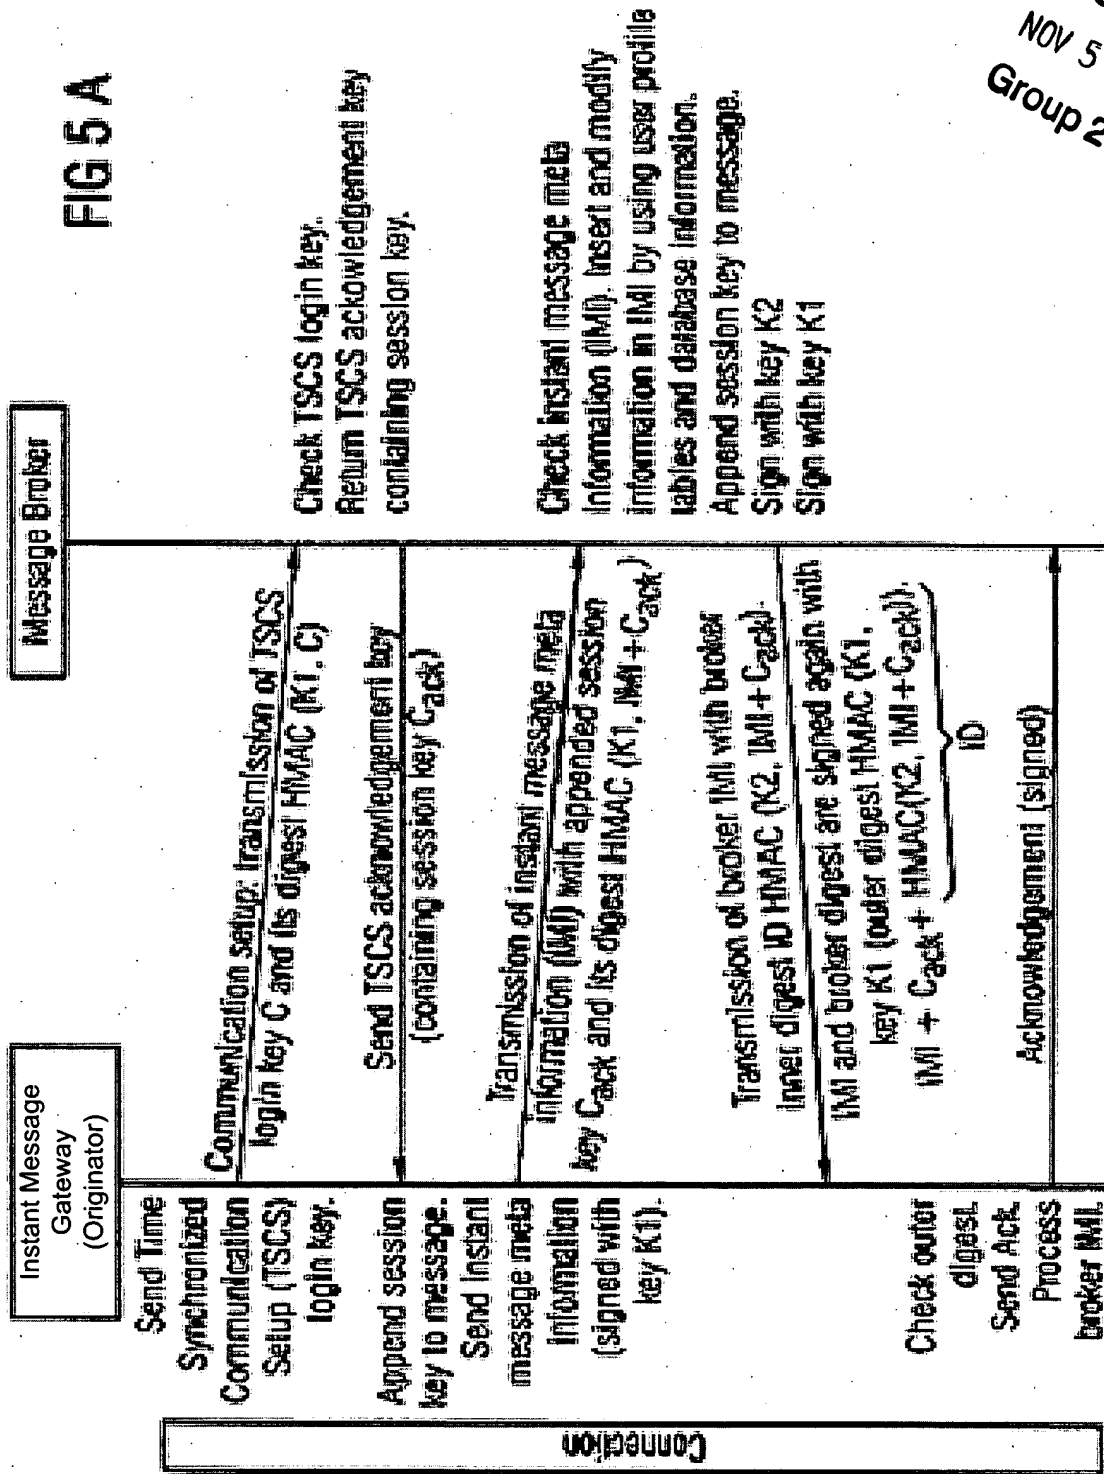 FIG 5 A
NOV 5
Group 2
Instant Message
Gateway
(Originator)
Message Broker
Send Time
Synchronized
Communication
Setup (TSCS)
login key.
Communication setup: transmission of TSCS
login key C and its digest HMAC (K1, C)
Check TSCS login key.
Return TSCS ackowledgement key
containing session key.
Send TSCS acknowledgement key
(containing session key Cack)
Append session
key to message.
Send Instant
message meta
Information
(signed with
key K1).
Transmission of instant message meta
information (IMI) with appended session
key Cack and its digest HMAC (K1, IMI+Cack)
Check instant message meta
Information (IMI). Insert and modify
information in IMI by using user profile
tables and database information.
Append session key to message.
Sign with key K2
Sign with key K1
Transmission of broker IMI with broker
inner digest ID HMAC (K2, IMI+Cack).
IMI and broker digest are signed again with
key K1 (outer digest HMAC (K1,
IMI + Cack + HMAC(K2, IMI+Cack)).
ID
Check outer
digest.
Send Ack.
Process
broker IMI.
Acknowledgement (signed)
Connection